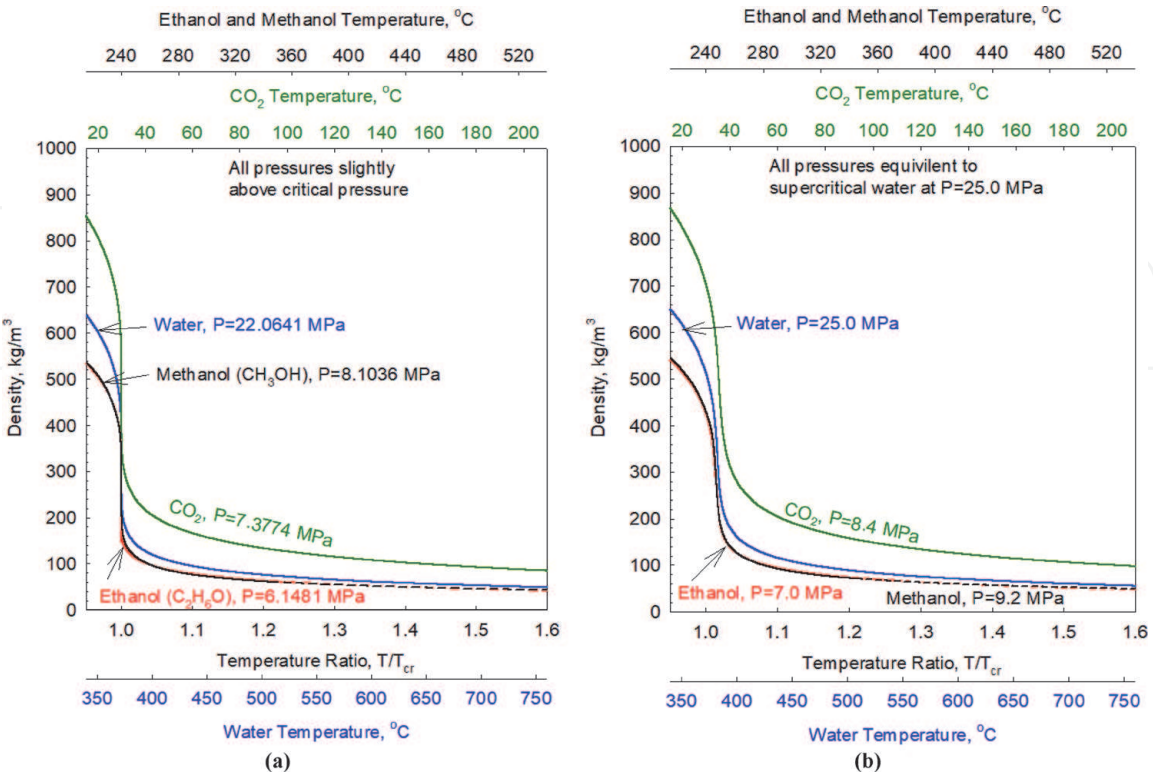 Ethanol and Methanol Temperature, °C
240 280 320 360 400 440 480 520
CO2 Temperature, °C
20 40 60 80 100 120 140 160 180 200
1000
900
800
700
600
500
400
300
200
100
0
Density, kg/m3
All pressures slightly
above critical pressure
Water, P=22.0641 MPa
Methanol (CH3OH), P=8.1036 MPa
CO2, P=7.3774 MPa
Ethanol (C2H6O), P=6.1481 MPa
1.0 1.1 1.2 1.3 1.4 1.5 1.6
Temperature Ratio, T/Tcr
350 400 450 500 550 600 650 700 750
Water Temperature, °C
(a)
Ethanol and Methanol Temperature, °C
240 280 320 360 400 440 480 520
CO2 Temperature, °C
20 40 60 80 100 120 140 160 180 200
1000
900
800
700
600
500
400
300
200
100
0
Density, kg/m3
All pressures equivilent to
supercritical water at P=25.0 MPa
Water, P=25.0 MPa
CO2, P=8.4 MPa
Ethanol, P=7.0 MPa
Methanol, P=9.2 MPa
1.0 1.1 1.2 1.3 1.4 1.5 1.6
Temperature Ratio, T/Tcr
350 400 450 500 550 600 650 700 750
Water Temperature, °C
(b)